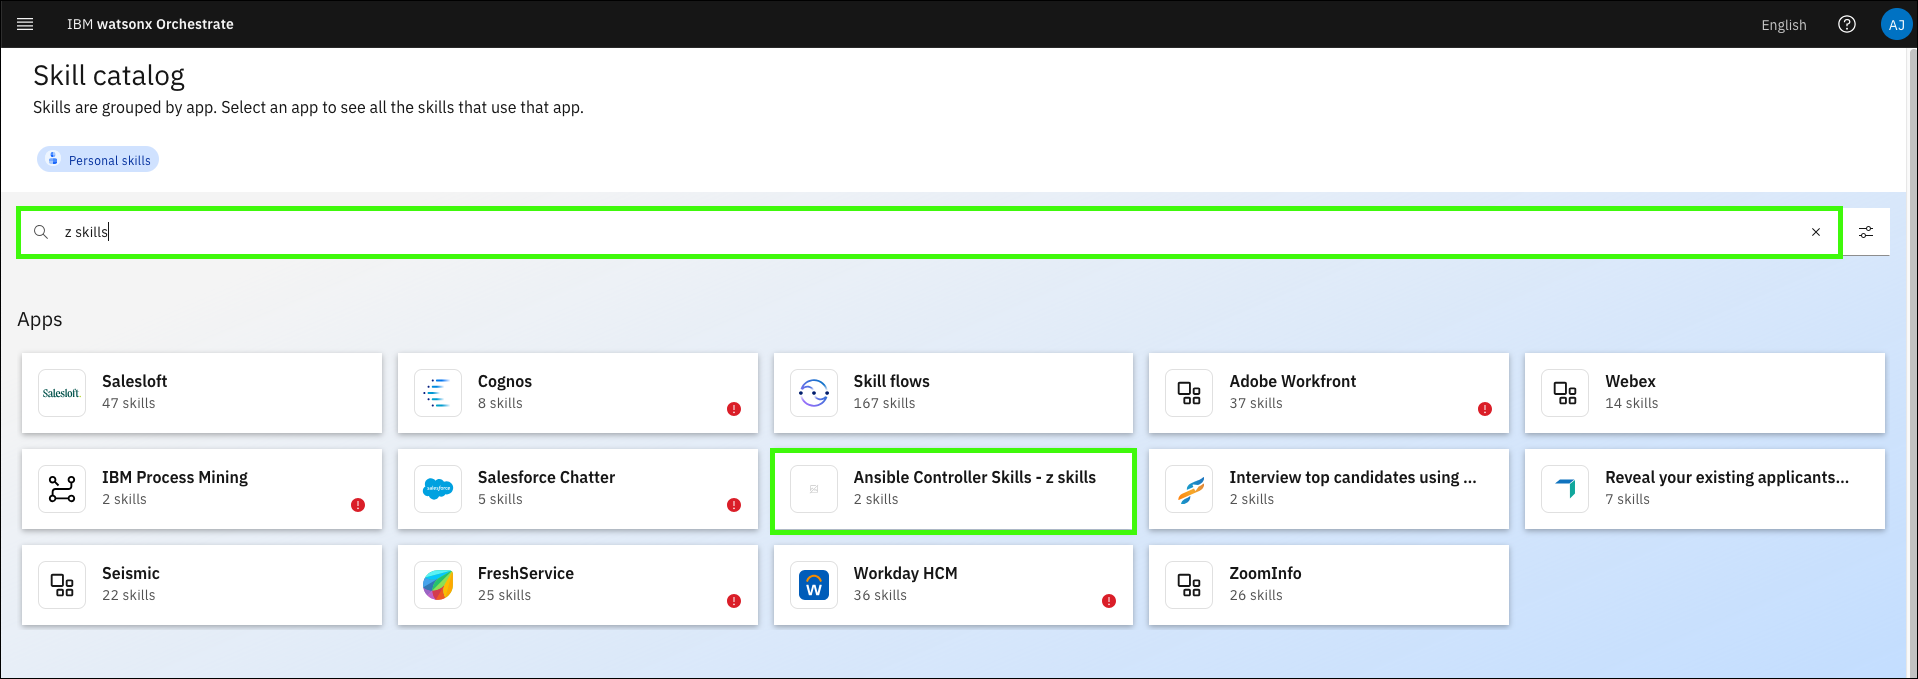 IBM watsonx Orchestrate
English
AJ
Skill catalog
Skills are grouped by app. Select an app to see all the skills that use that app.
Personal skills
z skills
Apps
Salesloft.
Salesloft
47 skills
Cognos
8 skills
Skill flows
167 skills
Adobe Workfront
37 skills
Webex
14 skills
IBM Process Mining
2 skills
salesforce
Salesforce Chatter
5 skills
Ansible Controller Skills - z skills
2 skills
Interview top candidates using ...
2 skills
Reveal your existing applicants...
7 skills
Seismic
22 skills
FreshService
25 skills
W
Workday HCM
36 skills
ZoomInfo
26 skills